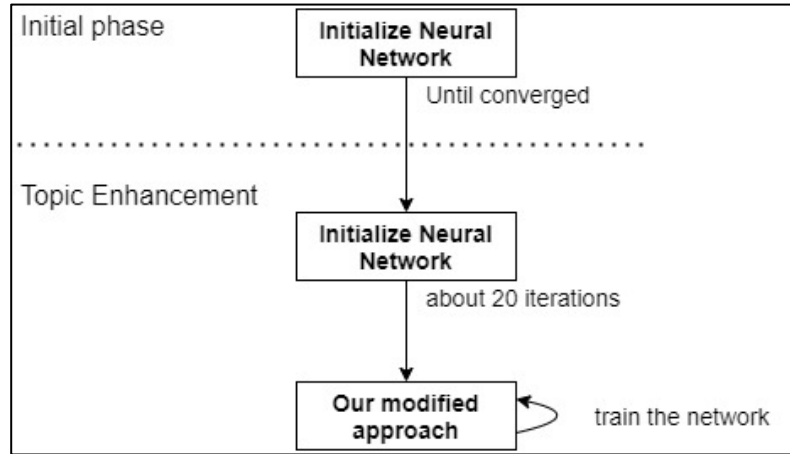 Initial phase
Initialize Neural
Network
Until converged
Topic Enhancement
Initialize Neural
Network
about 20 iterations
Our modified
approach
train the network